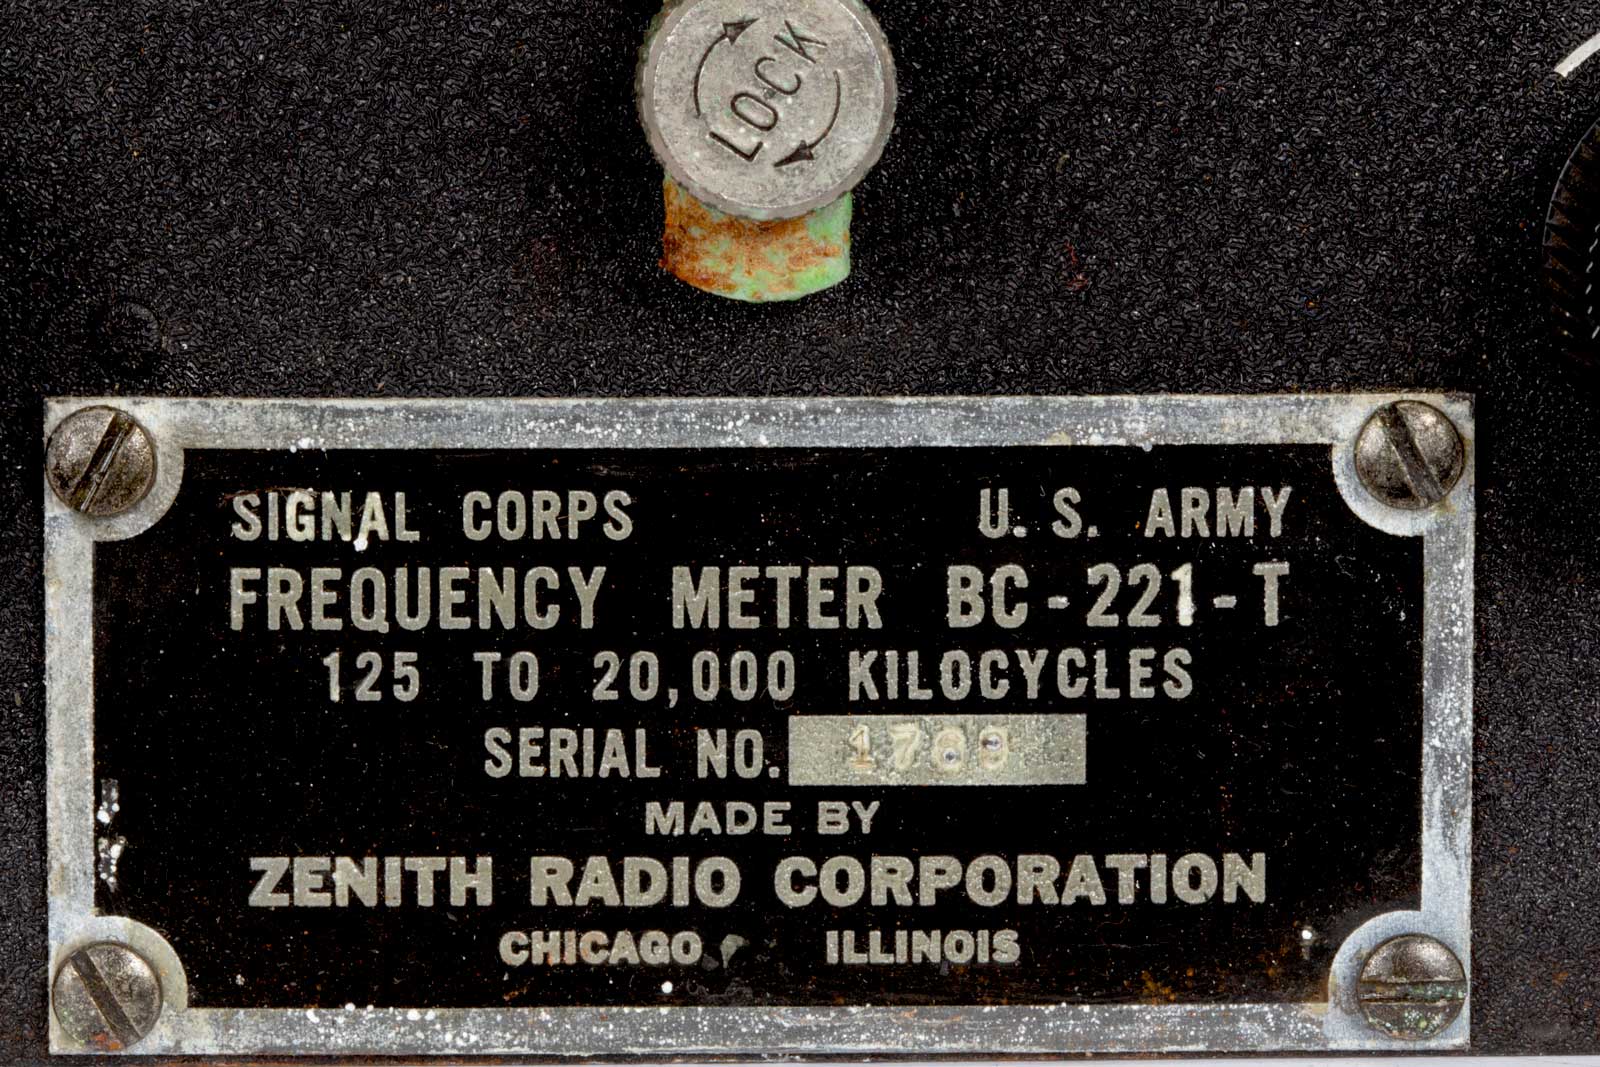 LOCK
SIGNAL CORPS U. S. ARMY
FREQUENCY METER BC-221-T
125 TO 20,000 KILOCYCLES
SERIAL NO.
MADE BY
ZENITH RADIO CORPORATION
CHICAGO, ILLINOIS